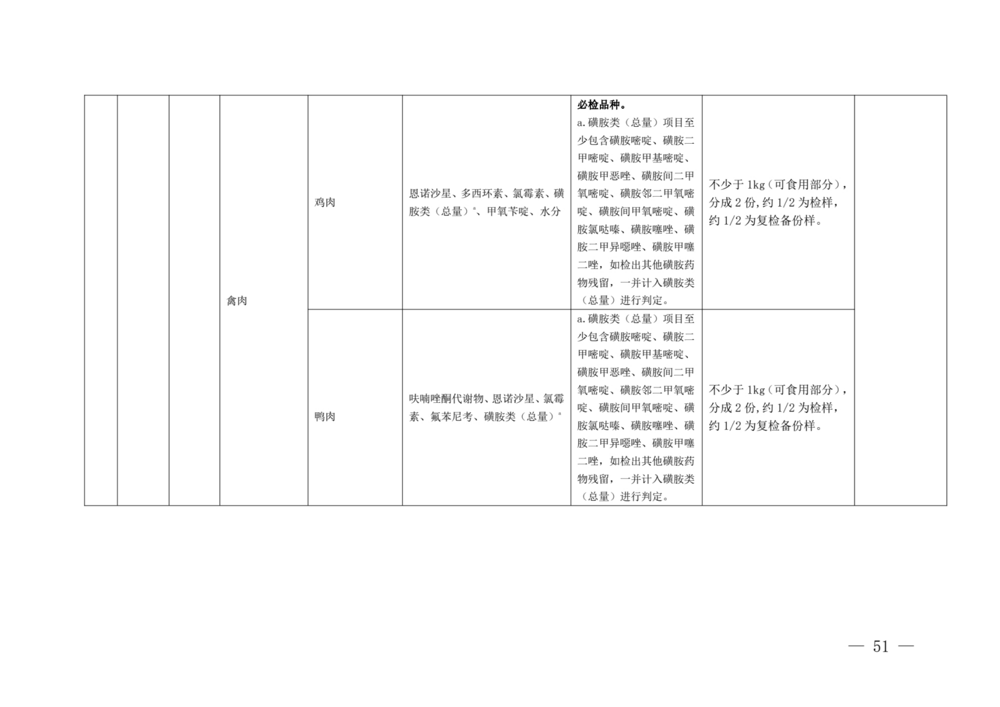 禽肉
鸡肉
恩诺沙星、多西环素、氯霉素、磺
胺类（总量）ᵃ、甲氧苄啶、水分
必检品种。
a.磺胺类（总量）项目至
少包含磺胺嘧啶、磺胺二
甲嘧啶、磺胺甲基嘧啶、
磺胺甲恶唑、磺胺间二甲
氧嘧啶、磺胺邻二甲氧嘧
啶、磺胺间甲氧嘧啶、磺
胺氯哒嗪、磺胺噻唑、磺
胺二甲异噁唑、磺胺甲噻
二唑，如检出其他磺胺药
物残留，一并计入磺胺类
（总量）进行判定。
不少于 1kg（可食用部分），
分成 2 份,约 1/2 为检样，
约 1/2 为复检备份样。
鸭肉
呋喃唑酮代谢物、恩诺沙星、氯霉
素、氟苯尼考、磺胺类（总量）ᵃ
a.磺胺类（总量）项目至
少包含磺胺嘧啶、磺胺二
甲嘧啶、磺胺甲基嘧啶、
磺胺甲恶唑、磺胺间二甲
氧嘧啶、磺胺邻二甲氧嘧
啶、磺胺间甲氧嘧啶、磺
胺氯哒嗪、磺胺噻唑、磺
胺二甲异噁唑、磺胺甲噻
二唑，如检出其他磺胺药
物残留，一并计入磺胺类
（总量）进行判定。
不少于 1kg（可食用部分），
分成 2 份,约 1/2 为检样，
约 1/2 为复检备份样。
— 51 —